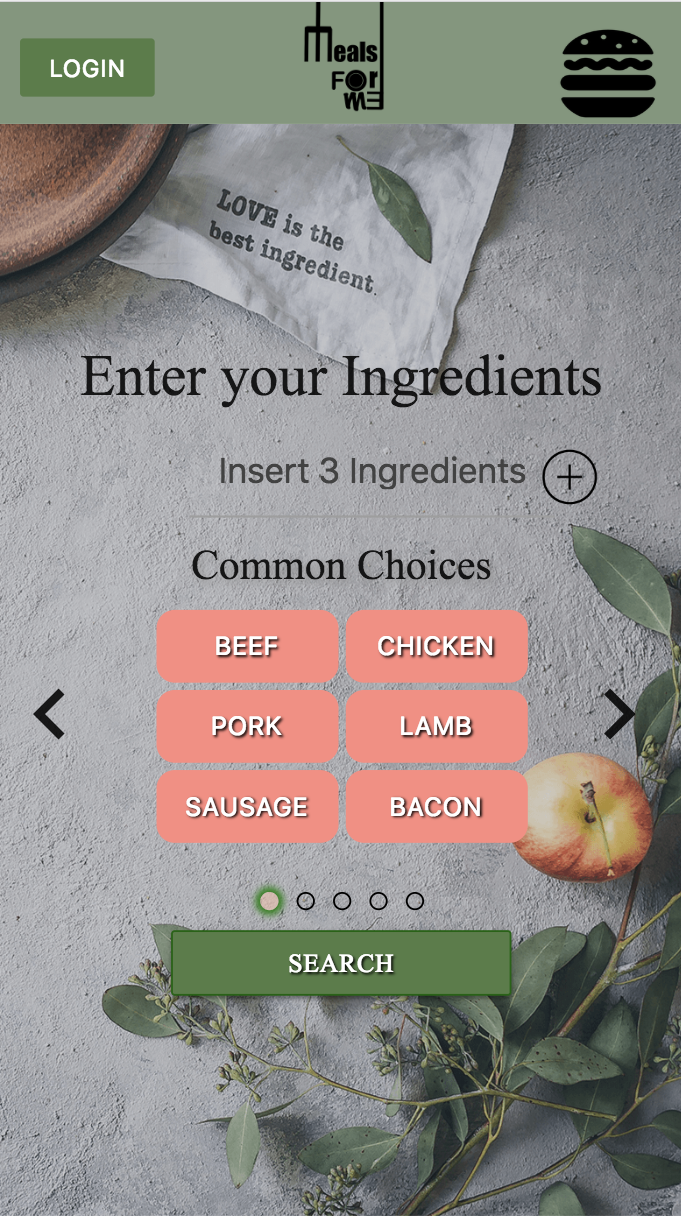 LOGIN
meals
FOr
ME
LOVE is the
best ingredient.
Enter your Ingredients
Insert 3 Ingredients
Common Choices
BEEF
CHICKEN
PORK
LAMB
SAUSAGE
BACON
SEARCH